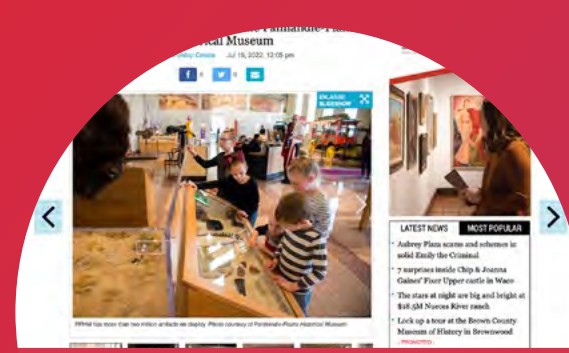 Panhandle-Plains
Historical Museum
Jul 15, 2022, 12:05 pm
ENLARGE
SLIDESHOW
PPHM has more than two million artifacts on display. Photo courtesy of Panhandle-Plains Historical Museum
LATEST NEWS
MOST POPULAR
Aubrey Plaza scams and schemes in
solid Emily the Criminal
7 surprises inside Chip & Joanna
Gaines' Fixer Upper castle in Waco
The stars at night are big and bright at
$16.5M Nueces River ranch
Lock up a tour at the Brown County
Museum of History in Brownwood
- PROMOTED -